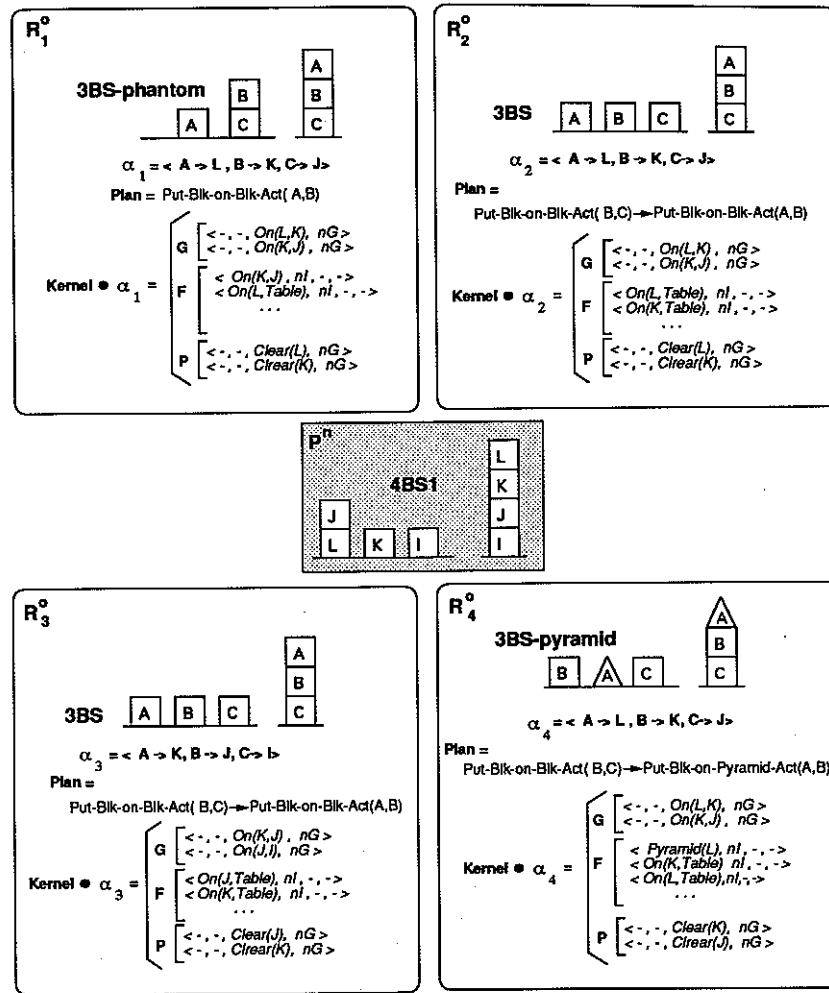 R₁ᵒ
3BS-phantom
A
B
C
A
B
C
α₁ = < A -> L , B -> K, C-> J>
Plan = Put-Blk-on-Blk-Act( A,B)
Kernel • α₁ =
G
< -, -, On(L,K), nG >
< -, -, On(K,J) , nG >
F
< On(K,J), nI , -, ->
< On(L,Table), nI , -, ->
. . .
P
< -, -, Clear(L), nG >
< -, -, Clrear(K), nG >
R₂ᵒ
3BS
A B C
A
B
C
α₂ = < A -> L, B -> K, C-> J>
Plan =
Put-Blk-on-Blk-Act( B,C) → Put-Blk-on-Blk-Act(A,B)
Kernel • α₂ =
G
< -, -, On(L,K), nG >
< -, -, On(K,J) , nG >
F
< On(L,Table), nI , -, ->
< On(K,Table), nI , -, ->
. . .
P
< -, -, Clear(L), nG >
< -, -, Clrear(K), nG >
Pⁿ
4BS1
J
L
K
I
L
K
J
I
R₃ᵒ
3BS
A B C
A
B
C
α₃ = < A -> K, B -> J, C-> I>
Plan =
Put-Blk-on-Blk-Act( B,C) → Put-Blk-on-Blk-Act(A,B)
Kernel • α₃ =
G
< -, -, On(K,J) , nG >
< -, -, On(J,I), nG >
F
< On(J,Table), nI , -, ->
< On(K,Table), nI , -, ->
. . .
P
< -, -, Clear(J), nG >
< -, -, Clrear(K), nG >
R₄ᵒ
3BS-pyramid
B A C
A
B
C
α₄ = < A -> L , B -> K, C-> J>
Plan =
Put-Blk-on-Blk-Act( B,C) → Put-Blk-on-Pyramid-Act(A,B)
Kernel • α₄ =
G
< -, -, On(L,K), nG >
< -, -, On(K,J) , nG >
F
< Pyramid(L), nI , -, ->
< On(K,Table) nI , -, ->
< On(L,Table),nI,-,->
. . .
P
< -, -, Clear(K), nG >
< -, -, Clrear(J), nG >